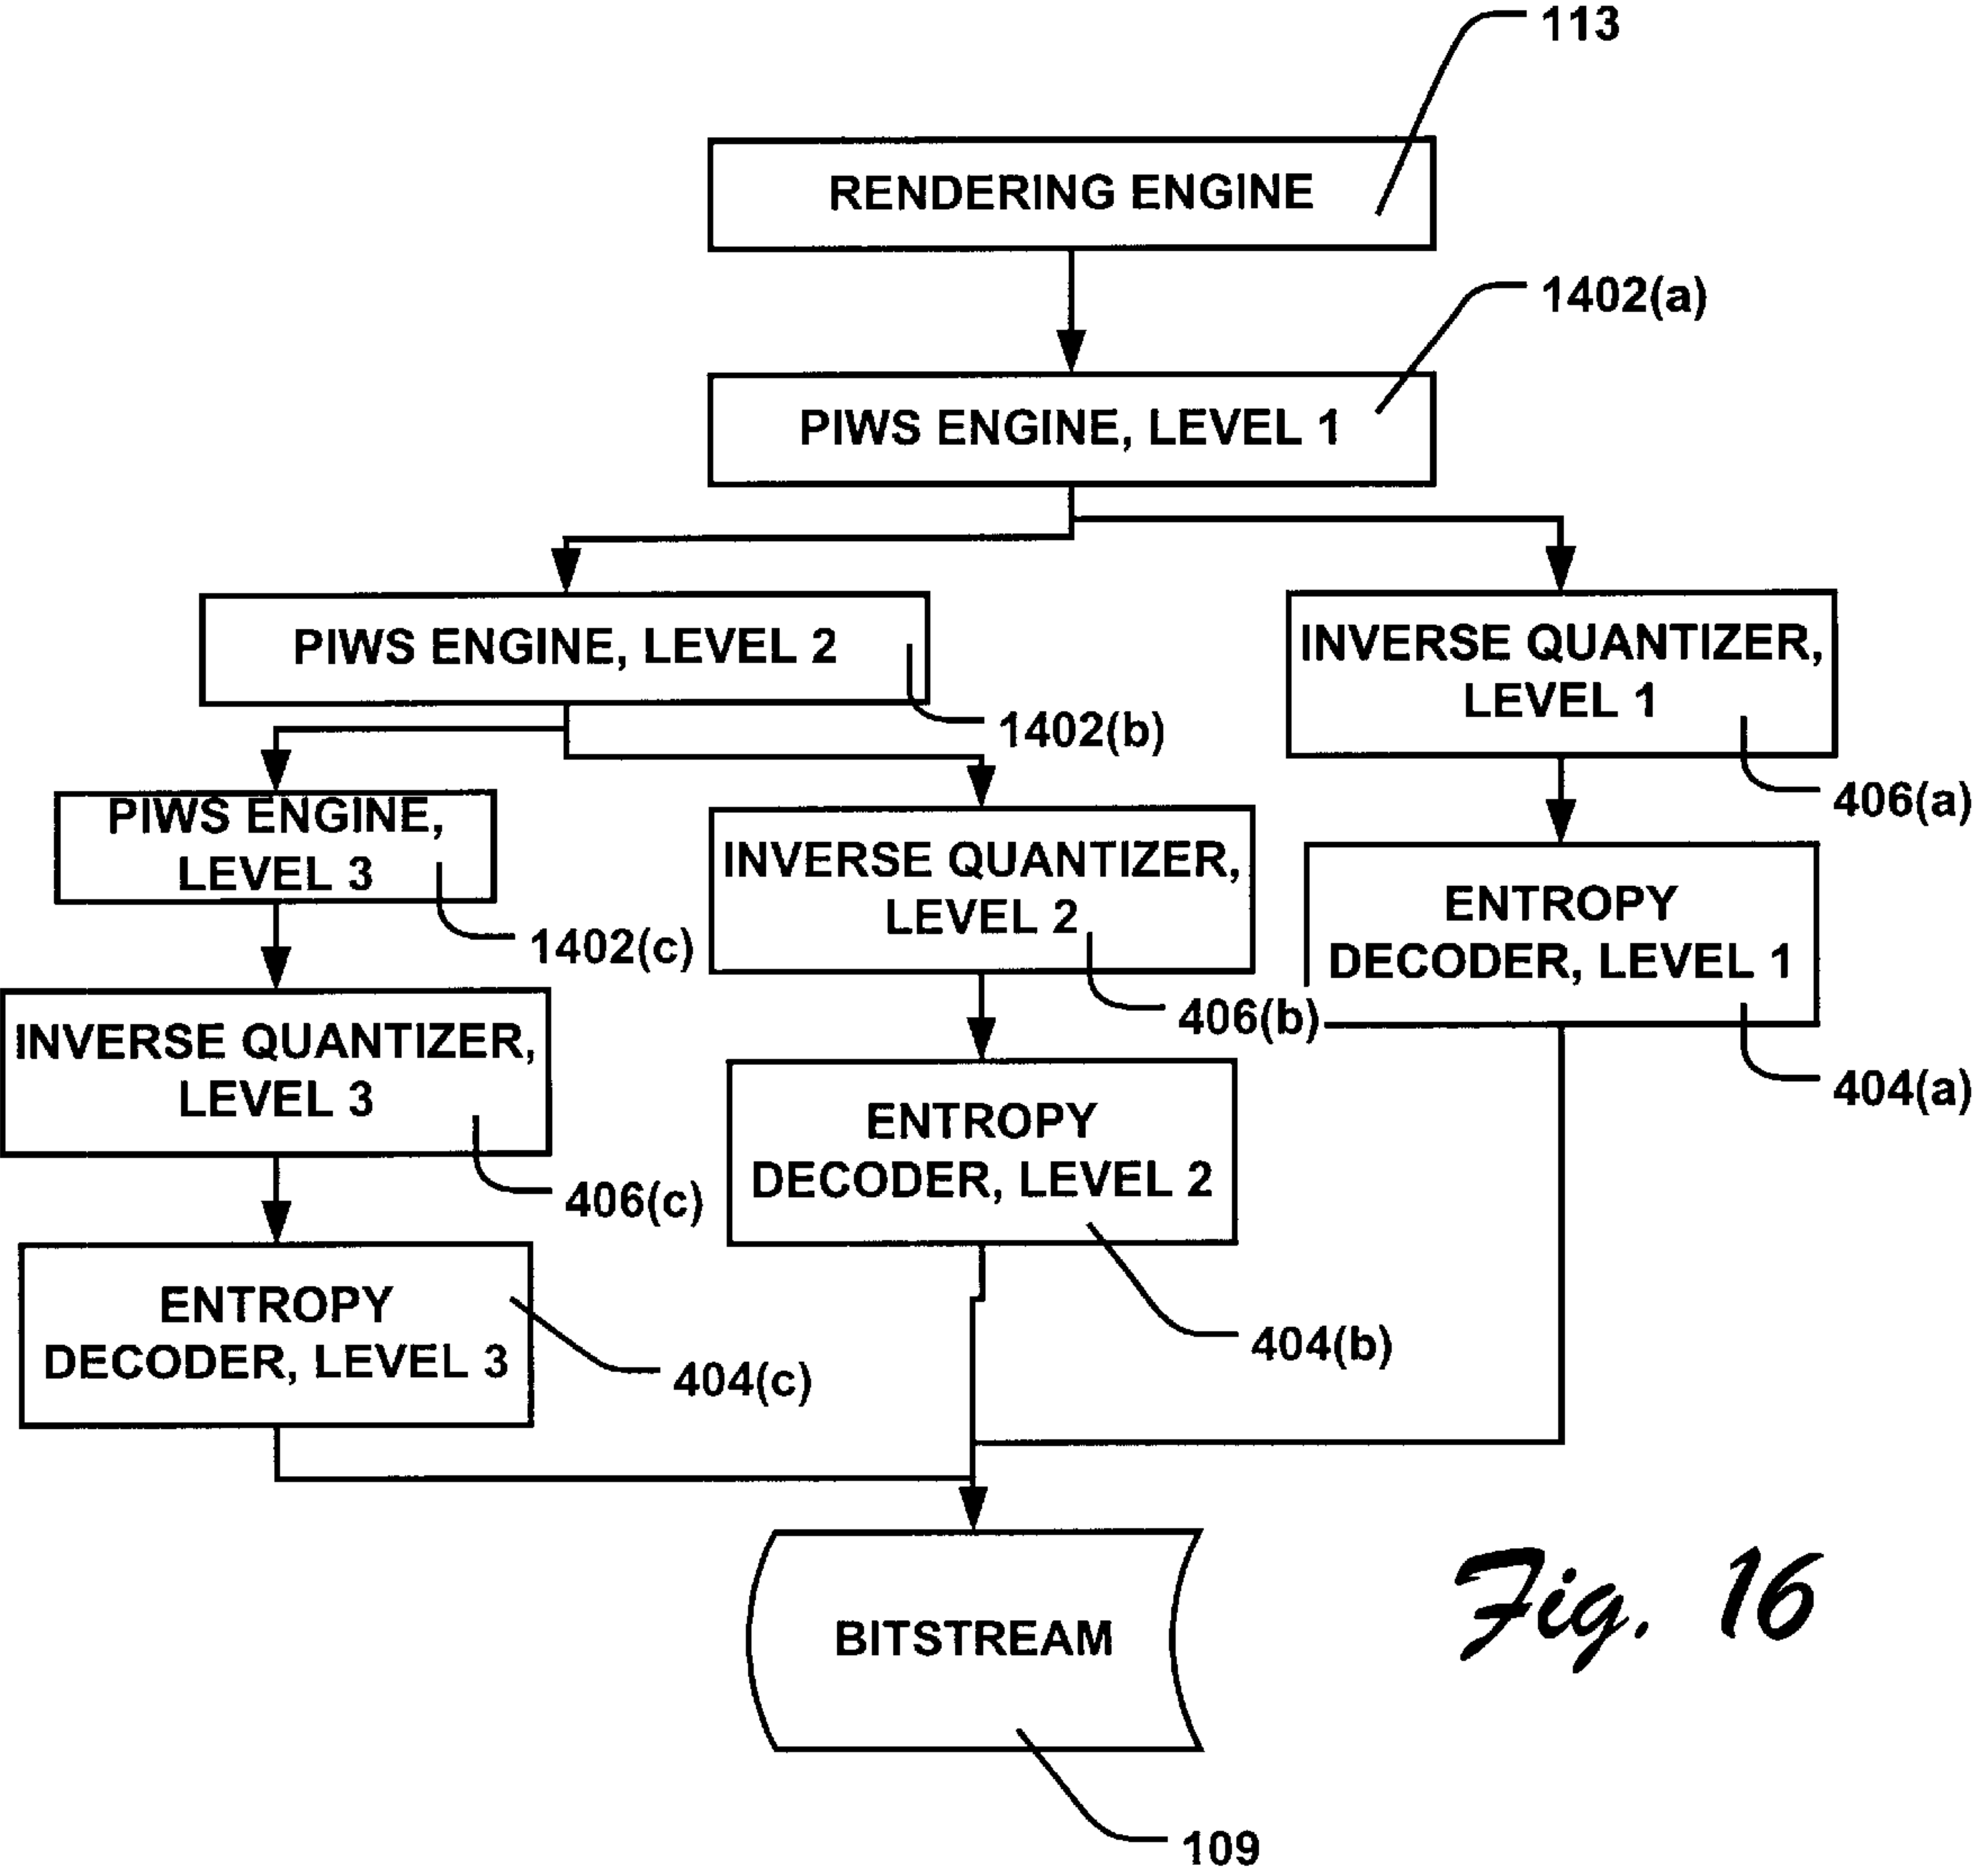 113
RENDERING ENGINE
1402(a)
PIWS ENGINE, LEVEL 1
PIWS ENGINE, LEVEL 2
1402(b)
INVERSE QUANTIZER,
LEVEL 1
406(a)
PIWS ENGINE,
LEVEL 3
1402(c)
INVERSE QUANTIZER,
LEVEL 2
406(b)
ENTROPY
DECODER, LEVEL 1
404(a)
INVERSE QUANTIZER,
LEVEL 3
406(c)
ENTROPY
DECODER, LEVEL 2
404(b)
ENTROPY
DECODER, LEVEL 3
404(c)
BITSTREAM
109
Fig. 16